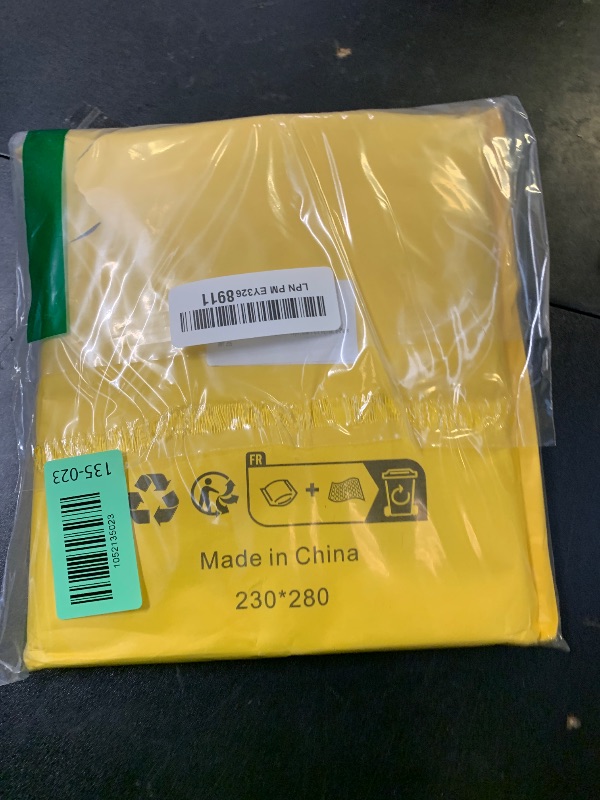 LPN PM EY3268911
FR
+
135-023
1052135023
Made in China
230*280